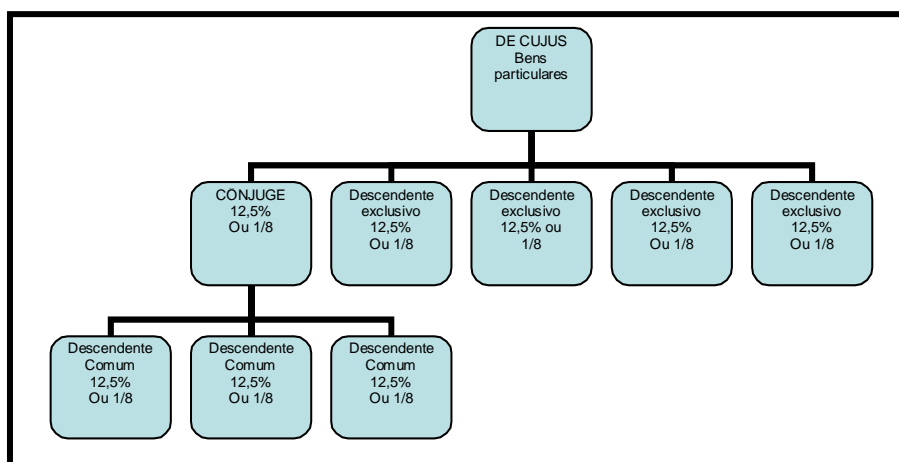 DE CUJUS
Bens
particulares
CONJUGE
12,5%
Ou 1/8
Descendente
exclusivo
12,5%
Ou 1/8
Descendente
exclusivo
12,5% ou
1/8
Descendente
exclusivo
12,5%
Ou 1/8
Descendente
exclusivo
12,5%
Ou 1/8
Descendente
Comum
12,5%
Ou 1/8
Descendente
Comum
12,5%
Ou 1/8
Descendente
Comum
12,5%
Ou 1/8